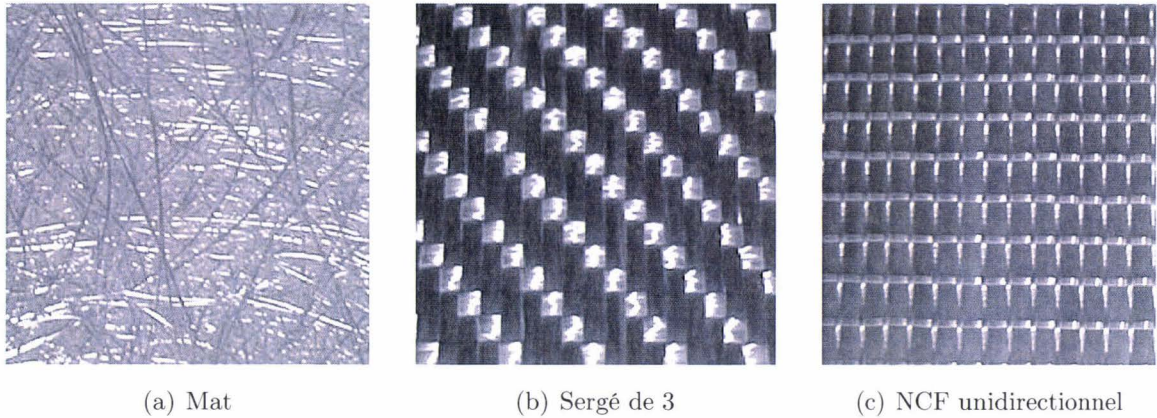 (a) Mat
(b) Sergé de 3
(c) NCF unidirectionnel